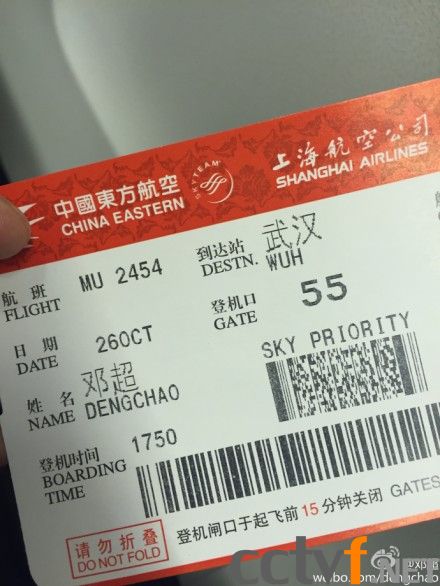 中國東方航空
CHINA EASTERN
SKYTEAM
上海航空公司
SHANGHAI AIRLINES
航班
FLIGHT
MU 2454
到达站
DESTN.
武汉
WUH
日期
DATE
26OCT
登机口
GATE
55
姓名
NAME
邓超
DENGCHAO
SKY PRIORITY
登机时间
BOARDING
TIME
1750
请勿折叠
DO NOT FOLD
登机闸口于起飞前15分钟关闭 GATES